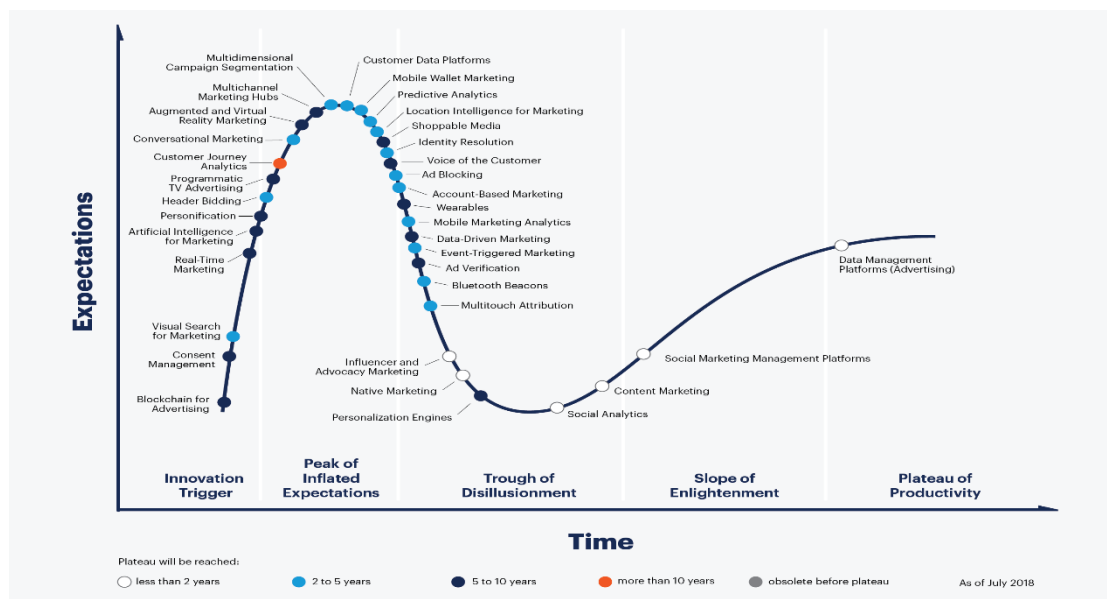 Multidimensional
Campaign Segmentation
Multichannel
Marketing Hubs
Augmented and Virtual
Reality Marketing
Conversational Marketing
Customer Journey
Analytics
Programmatic
TV Advertising
Header Bidding
Personification
Artificial Intelligence
for Marketing
Real-Time
Marketing
Visual Search
for Marketing
Consent
Management
Blockchain for
Advertising
Customer Data Platforms
Mobile Wallet Marketing
Predictive Analytics
Location Intelligence for Marketing
Shoppable Media
Identity Resolution
Voice of the Customer
Ad Blocking
Account-Based Marketing
Wearables
Mobile Marketing Analytics
Data-Driven Marketing
Event-Triggered Marketing
Ad Verification
Bluetooth Beacons
Multitouch Attribution
Influencer and
Advocacy Marketing
Native Marketing
Personalization Engines
Social Analytics
Content Marketing
Social Marketing Management Platforms
Data Management
Platforms (Advertising)
Expectations
Innovation
Trigger
Peak of
Inflated
Expectations
Trough of
Disillusionment
Slope of
Enlightenment
Plateau of
Productivity
Time
Plateau will be reached:
less than 2 years
2 to 5 years
5 to 10 years
more than 10 years
obsolete before plateau
As of July 2018